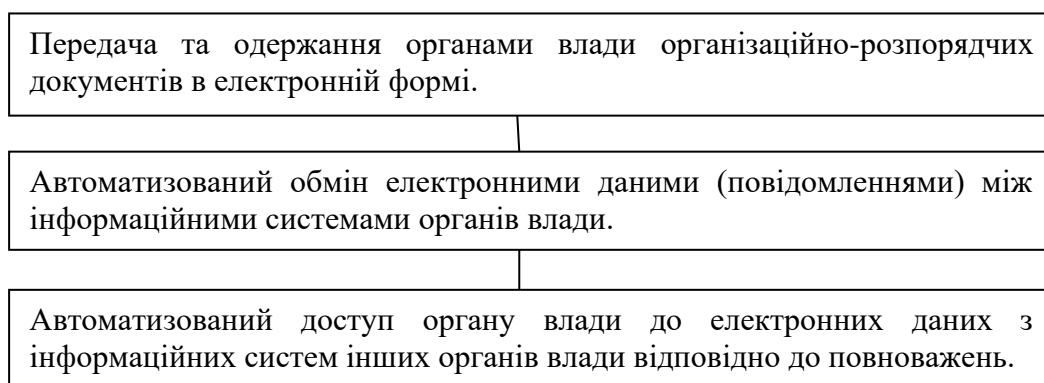 Передача та одержання органами влади організаційно-розпорядчих
документів в електронній формі.
Автоматизований обмін електронними даними (повідомленнями) між
інформаційними системами органів влади.
Автоматизований доступ органу влади до електронних даних з
інформаційних систем інших органів влади відповідно до повноважень.